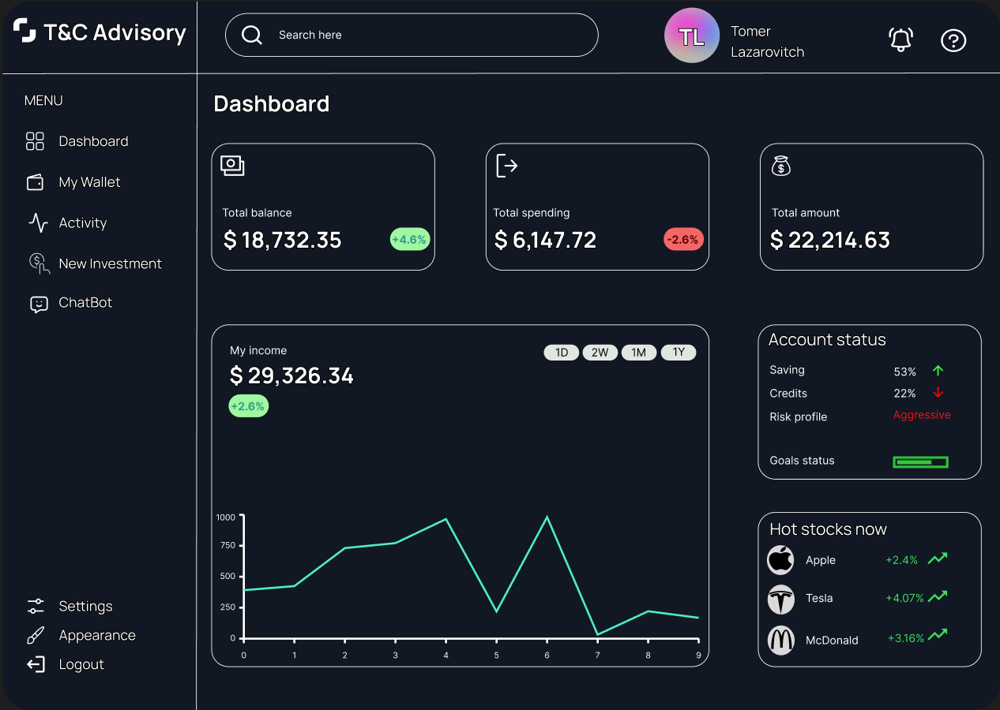 T&C Advisory
Search here
TL
Tomer
Lazarovitch
MENU
Dashboard
My Wallet
Activity
New Investment
ChatBot
Settings
Appearance
Logout
Dashboard
Total balance
$ 18,732.35
+4.6%
Total spending
$ 6,147.72
-2.6%
Total amount
$ 22,214.63
My income
1D 2W 1M 1Y
$ 29,326.34
+2.6%
1000
750
500
250
0
0 1 2 3 4 5 6 7 8 9
Account status
Saving 53%
Credits 22%
Risk profile Aggressive
Goals status
Hot stocks now
Apple +2.4%
Tesla +4.07%
McDonald +3.16%